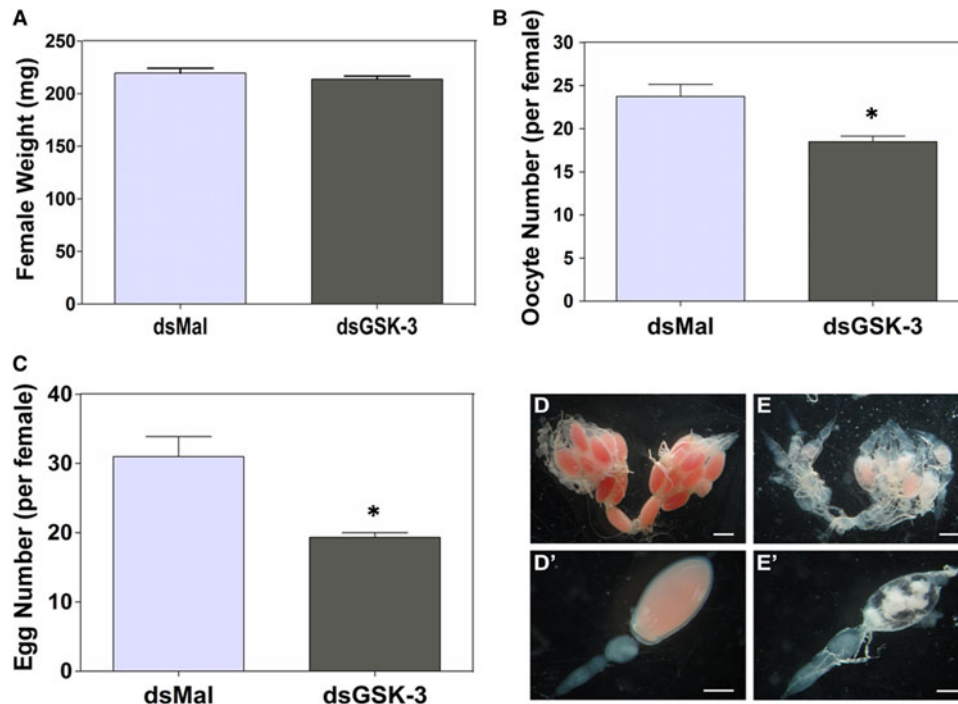 A
Female Weight (mg)
250
200
150
100
50
0
dsMal
dsGSK-3
B
Oocyte Number (per female)
30
25
20
15
10
5
0
*
dsMal
dsGSK-3
C
Egg Number (per female)
40
30
20
10
0
*
dsMal
dsGSK-3
D
E
D'
E'